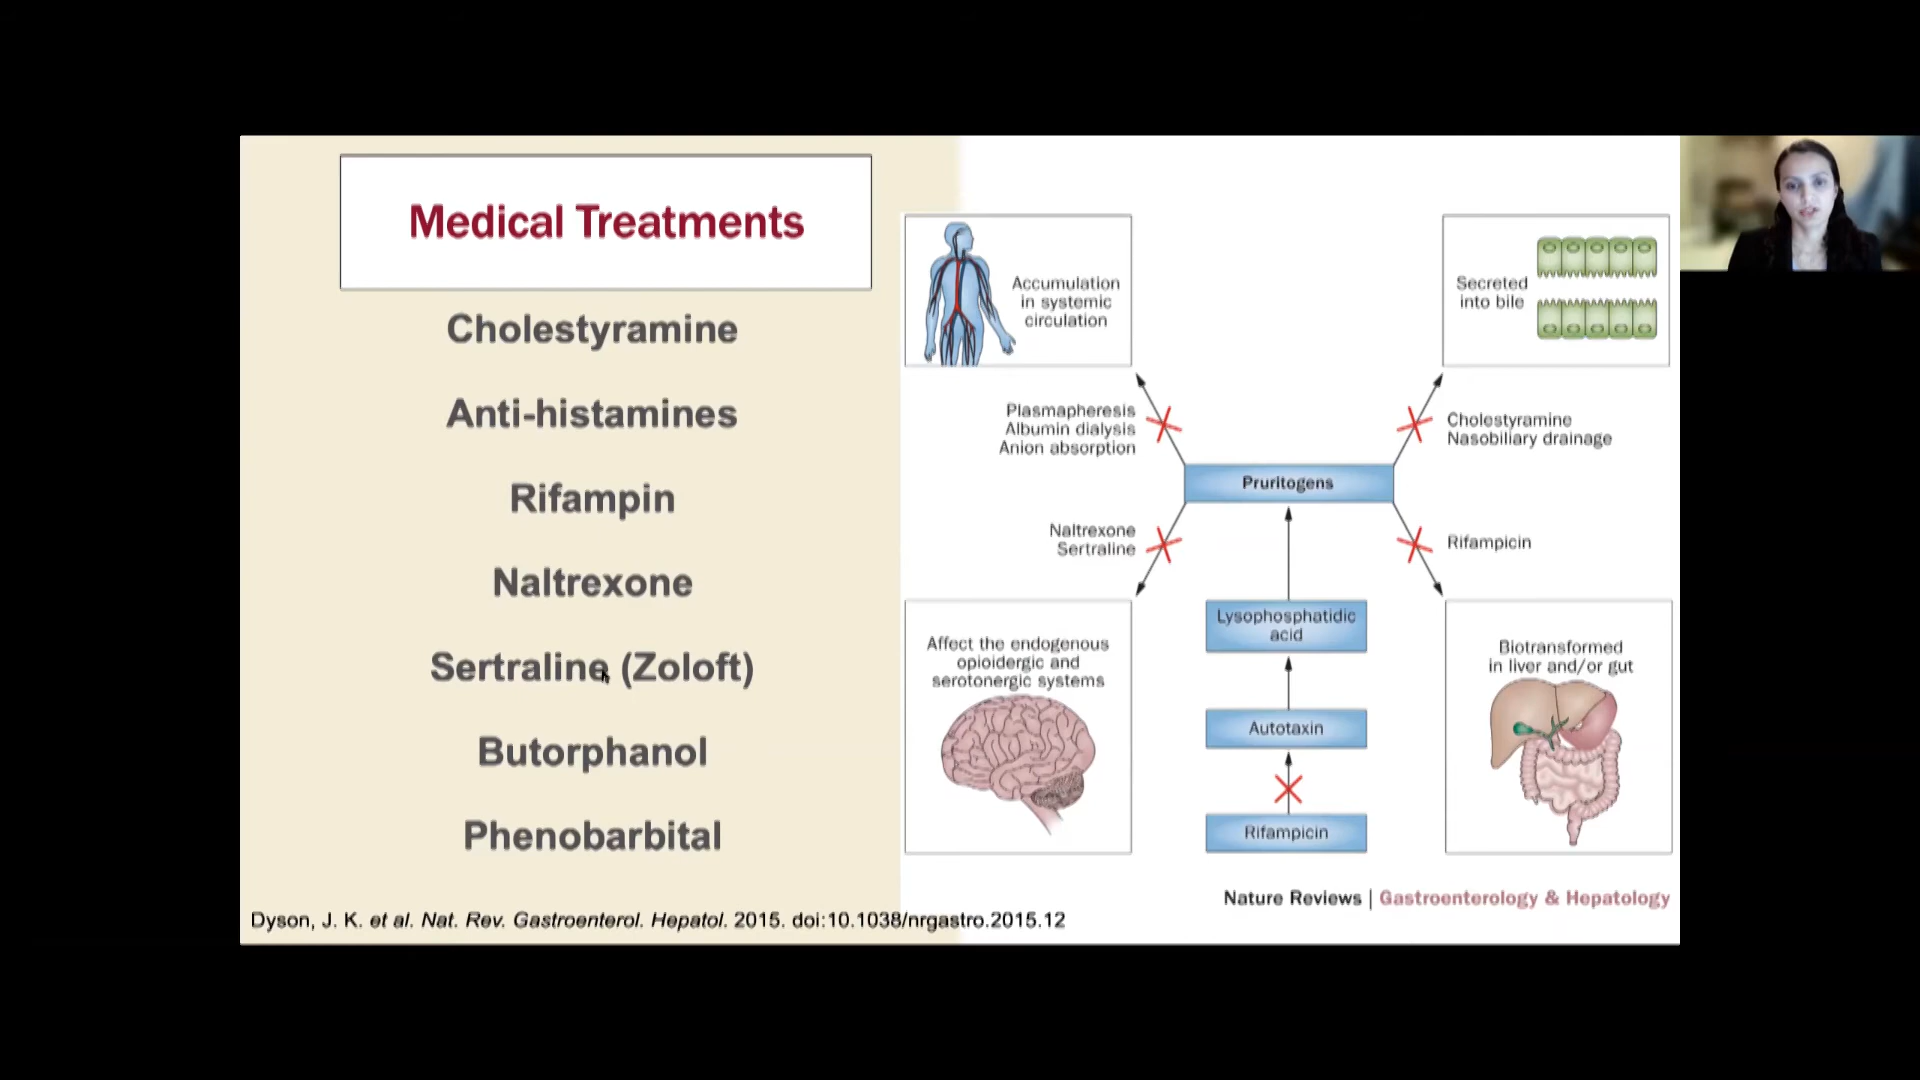 Medical Treatments
Cholestyramine
Anti-histamines
Rifampin
Naltrexone
Sertraline (Zoloft)
Butorphanol
Phenobarbital
Accumulation
in systemic
circulation
Secreted
into bile
Plasmapheresis
Albumin dialysis
Anion absorption
Cholestyramine
Nasobiliary drainage
Pruritogens
Naltrexone
Sertraline
Rifampicin
Affect the endogenous
opioidergic and
serotonergic systems
Lysophosphatidic
acid
Autotaxin
Rifampicin
Biotransformed
in liver and/or gut
Nature Reviews | Gastroenterology & Hepatology
Dyson, J. K. et al. Nat. Rev. Gastroenterol. Hepatol. 2015. doi:10.1038/nrgastro.2015.12